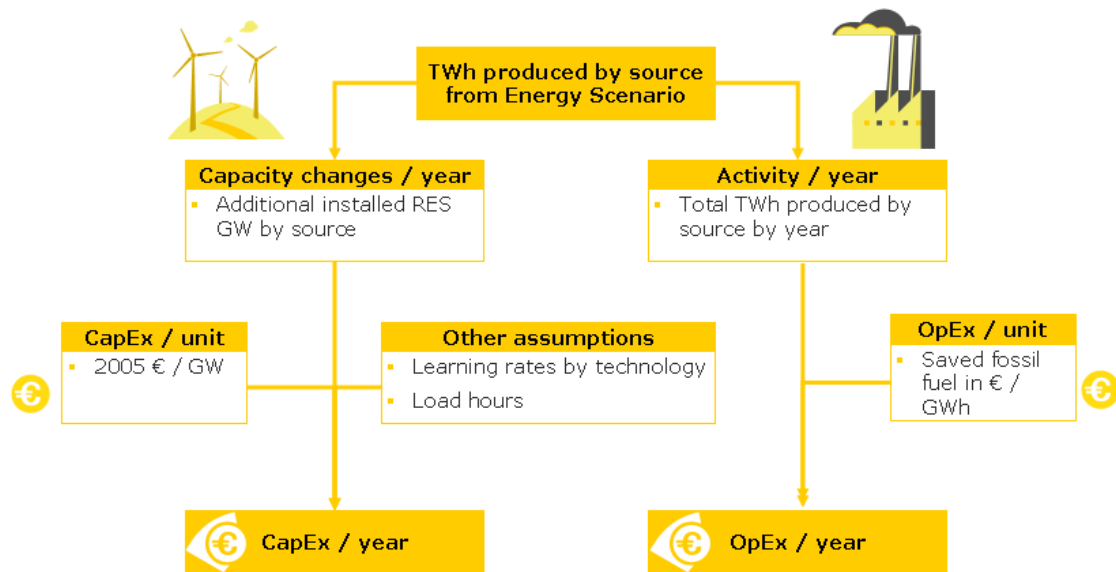 TWh produced by source
from Energy Scenario
Capacity changes / year
▪ Additional installed RES
GW by source
Activity / year
▪ Total TWh produced by
source by year
CapEx / unit
▪ 2005 € / GW
Other assumptions
▪ Learning rates by technology
▪ Load hours
OpEx / unit
▪ Saved fossil
fuel in € /
GWh
€
€
€ CapEx / year
€ OpEx / year